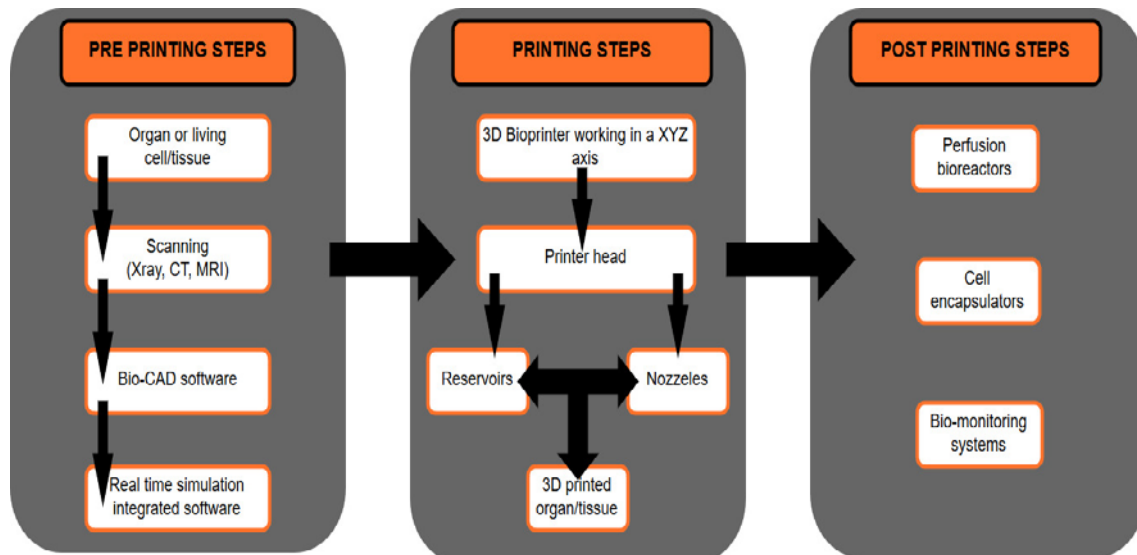 PRE PRINTING STEPS
Organ or living
cell/tissue
Scanning
(Xray, CT, MRI)
Bio-CAD software
Real time simulation
integrated software
PRINTING STEPS
3D Bioprinter working in a XYZ
axis
Printer head
Reservoirs
Nozzeles
3D printed
organ/tissue
POST PRINTING STEPS
Perfusion
bioreactors
Cell
encapsulators
Bio-monitoring
systems